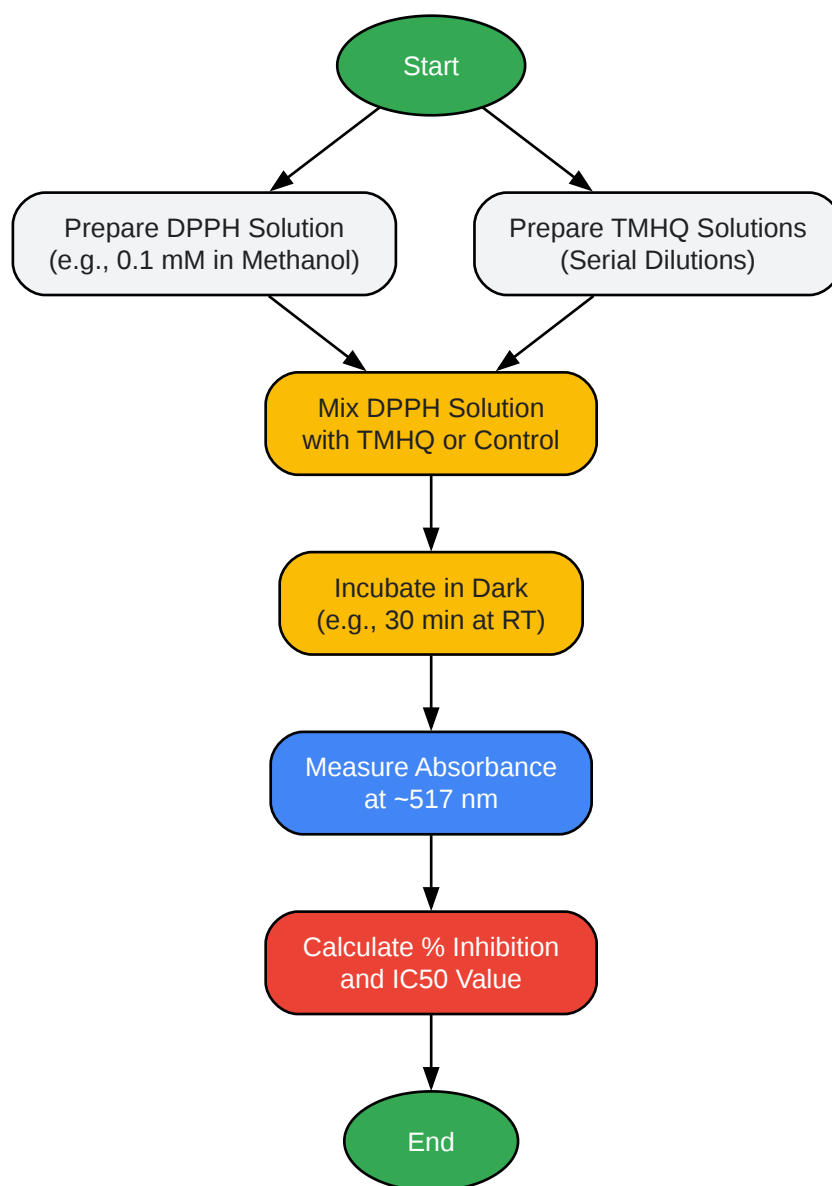 Start
Prepare DPPH Solution
(e.g., 0.1 mM in Methanol)
Prepare TMHQ Solutions
(Serial Dilutions)
Mix DPPH Solution
with TMHQ or Control
Incubate in Dark
(e.g., 30 min at RT)
Measure Absorbance
at ~517 nm
Calculate % Inhibition
and IC50 Value
End